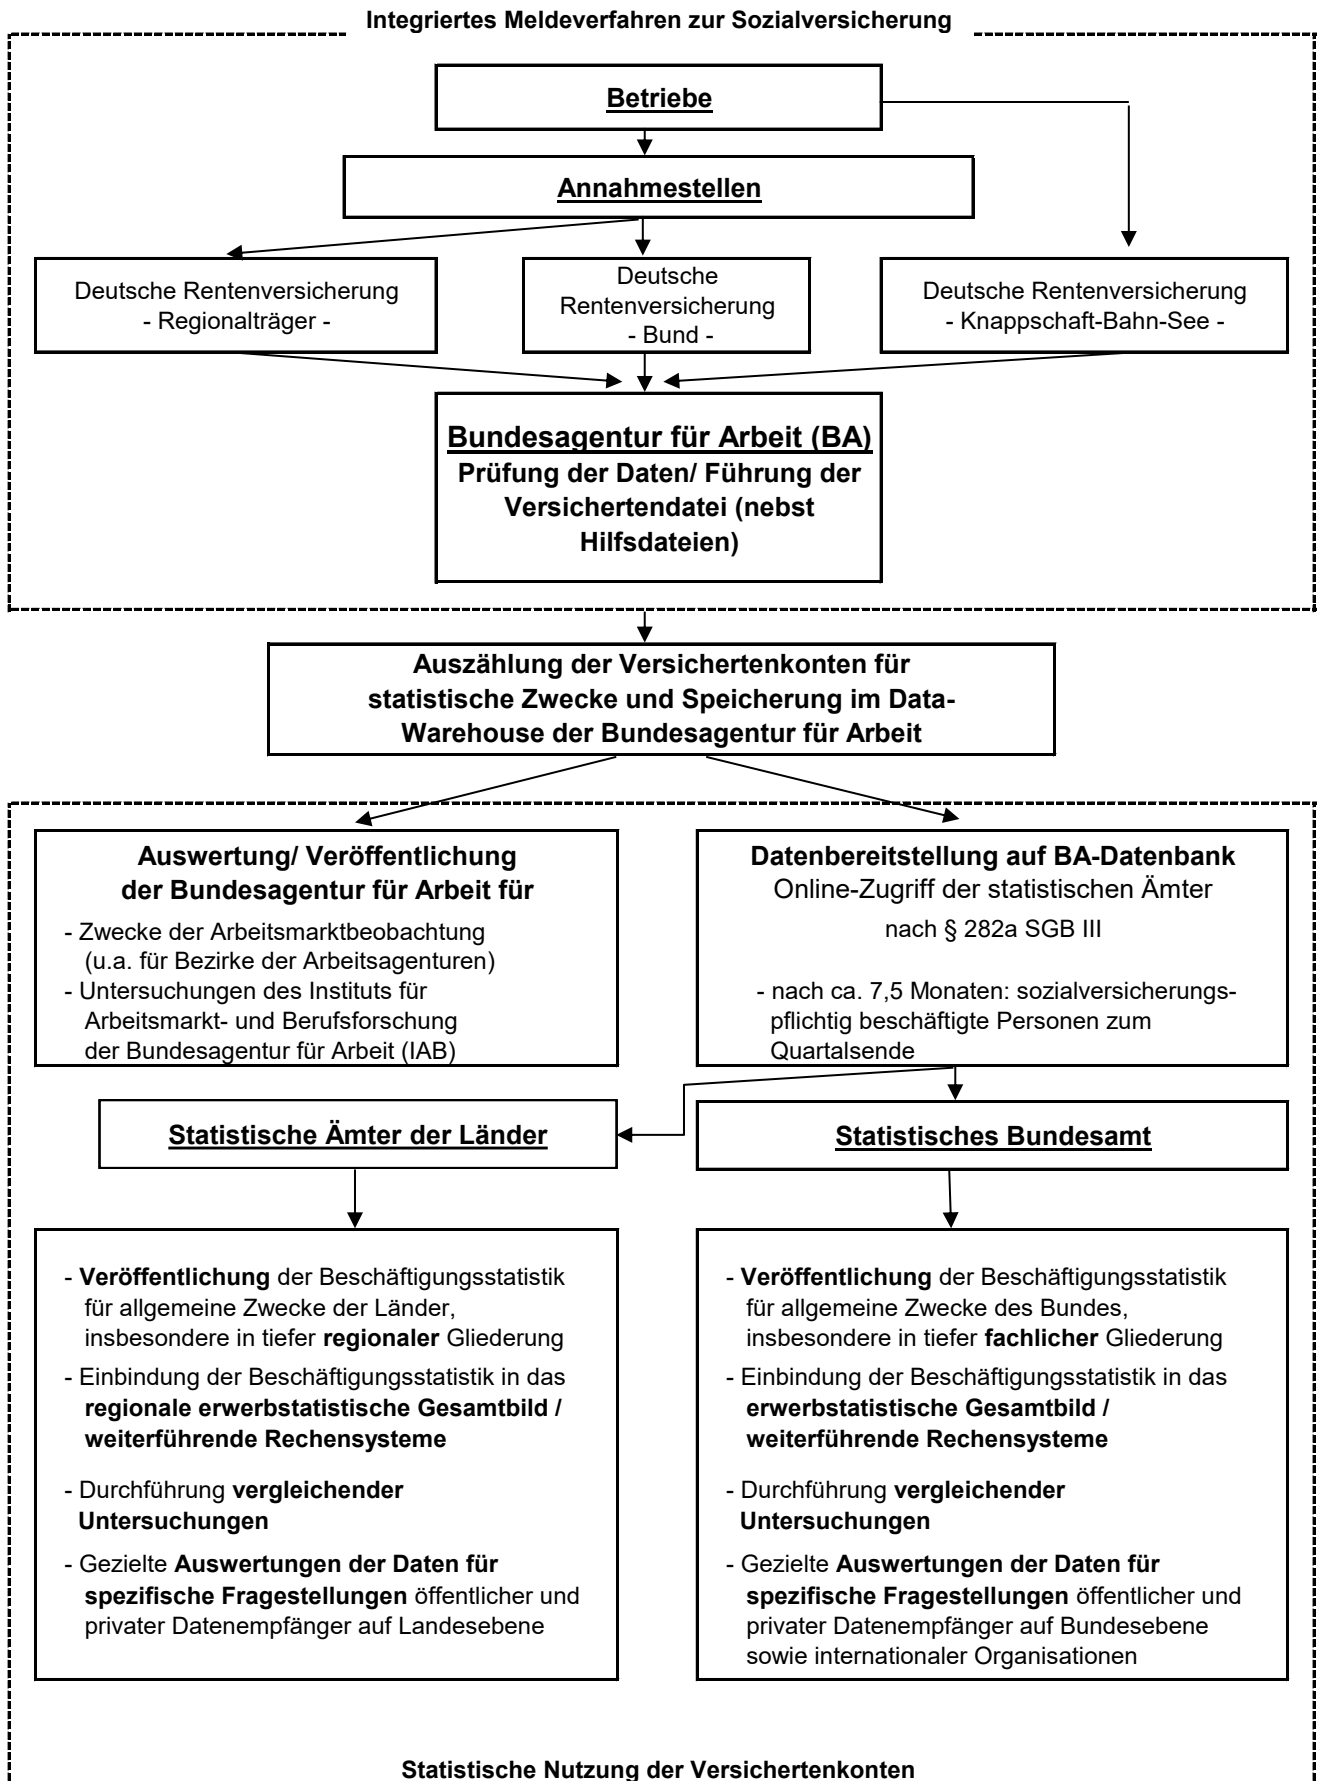 Integriertes Meldeverfahren zur Sozialversicherung
Betriebe
Annahmestellen
Deutsche Rentenversicherung
- Regionalträger -
Deutsche
Rentenversicherung
- Bund -
Deutsche Rentenversicherung
- Knappschaft-Bahn-See -
Bundesagentur für Arbeit (BA)
Prüfung der Daten/ Führung der
Versichertendatei (nebst
Hilfsdateien)
Auszählung der Versichertenkonten für
statistische Zwecke und Speicherung im Data-
Warehouse der Bundesagentur für Arbeit
Auswertung/ Veröffentlichung
der Bundesagentur für Arbeit für
- Zwecke der Arbeitsmarktbeobachtung
(u.a. für Bezirke der Arbeitsagenturen)
- Untersuchungen des Instituts für
Arbeitsmarkt- und Berufsforschung
der Bundesagentur für Arbeit (IAB)
Datenbereitstellung auf BA-Datenbank
Online-Zugriff der statistischen Ämter
nach § 282a SGB III
- nach ca. 7,5 Monaten: sozialversicherungs-
pflichtig beschäftigte Personen zum
Quartalsende
Statistische Ämter der Länder
Statistisches Bundesamt
- Veröffentlichung der Beschäftigungsstatistik
für allgemeine Zwecke der Länder,
insbesondere in tiefer regionaler Gliederung
- Einbindung der Beschäftigungsstatistik in das
regionale erwerbstatistische Gesamtbild /
weiterführende Rechensysteme
- Durchführung vergleichender
Untersuchungen
- Gezielte Auswertungen der Daten für
spezifische Fragestellungen öffentlicher und
privater Datenempfänger auf Landesebene
- Veröffentlichung der Beschäftigungsstatistik
für allgemeine Zwecke des Bundes,
insbesondere in tiefer fachlicher Gliederung
- Einbindung der Beschäftigungsstatistik in das
erwerbstatistische Gesamtbild /
weiterführende Rechensysteme
- Durchführung vergleichender
Untersuchungen
- Gezielte Auswertungen der Daten für
spezifische Fragestellungen öffentlicher und
privater Datenempfänger auf Bundesebene
sowie internationaler Organisationen
Statistische Nutzung der Versichertenkonten